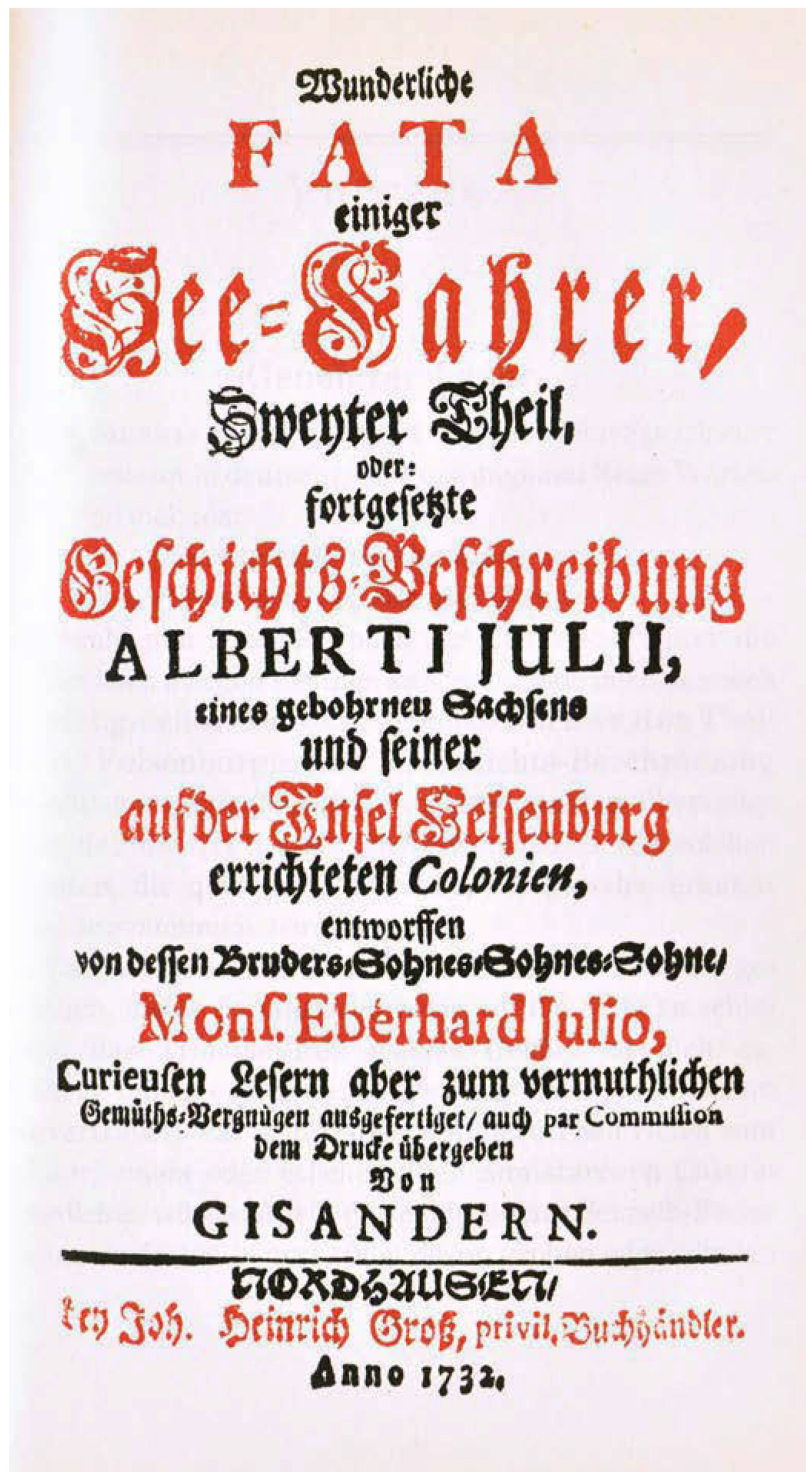 Wunderliche
FATA
einiger
See-Fahrer,
Zweyter Theil,
oder:
fortgesetzte
Geschichts-Beschreibung
ALBERTI JULII,
eines gebohrnen Sachsens
und seiner
auf der Insel Felsenburg
errichteten Colonien,
entworffen
von dessen Bruders-Sohnes-Sohnes-Sohne/
Mons. Eberhard Julio,
Curieusen Lesern aber zum vermuthlichen
Gemüths-Vergnügen ausgefertiget/ auch par Commission
dem Drucke übergeben
Von
GISANDERN.
NORDHAUSEN/
bey Joh. Heinrich Groß, privil. Buchhändler.
Anno 1732.